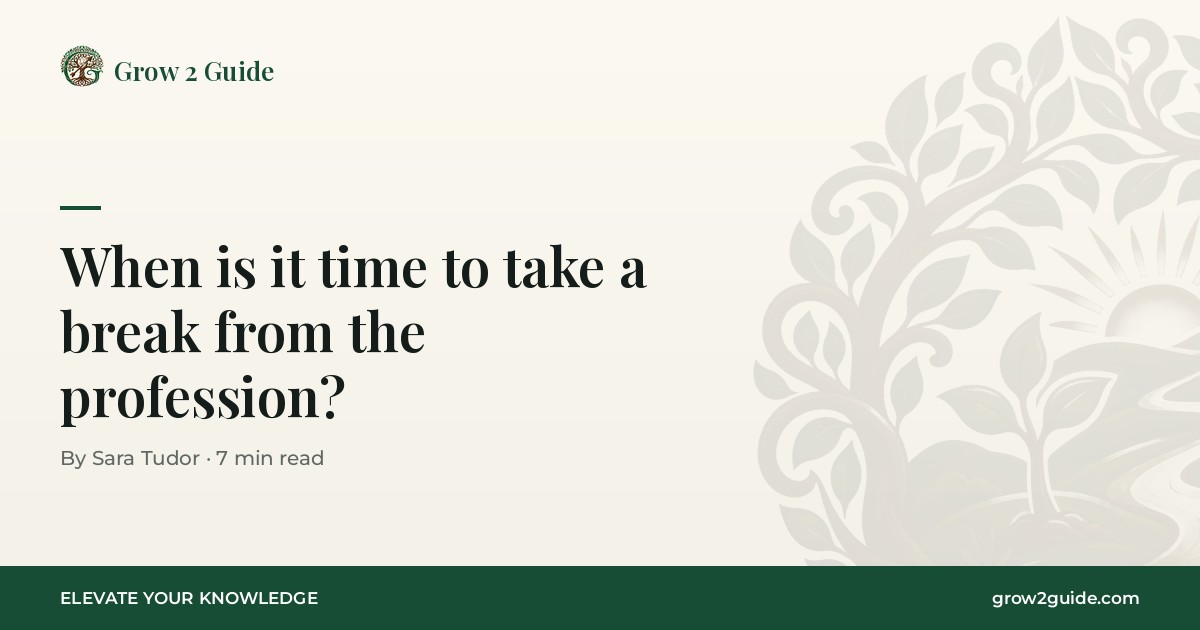 Grow 2 Guide
When is it time to take a
break from the
profession?
By Sara Tudor · 7 min read
ELEVATE YOUR KNOWLEDGE
grow2guide.com